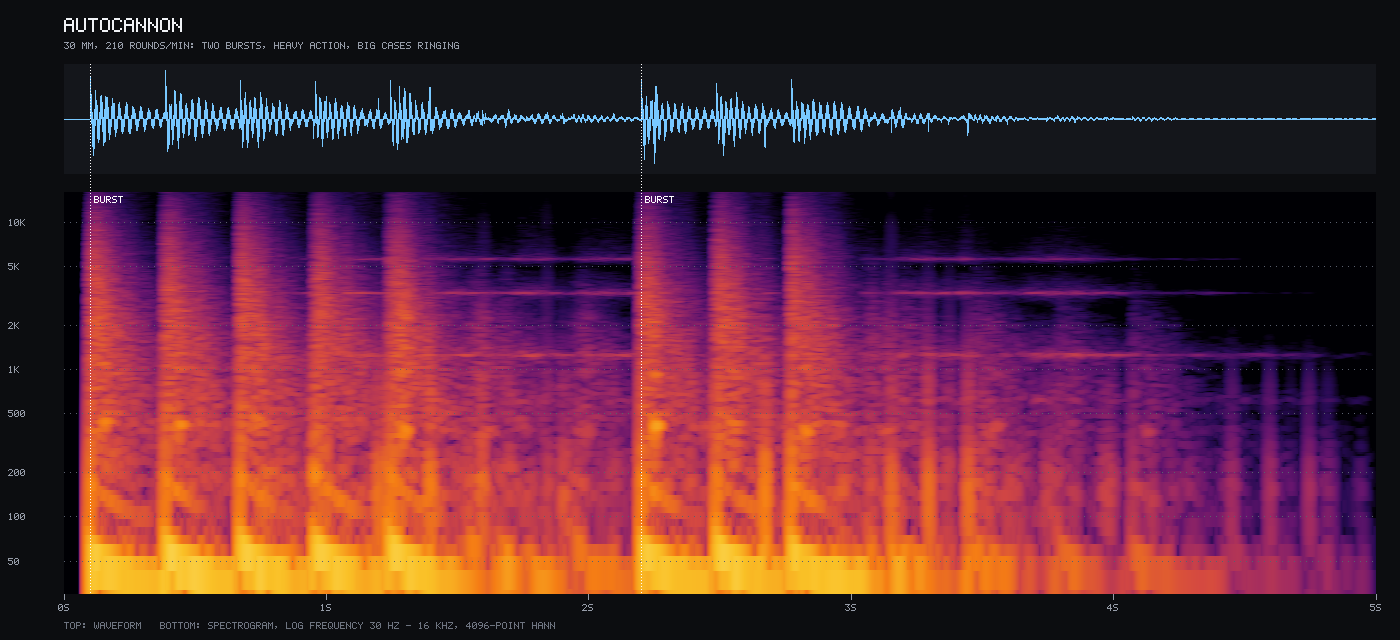 AUTOCANNON
30 MM, 210 ROUNDS/MIN: TWO BURSTS, HEAVY ACTION, BIG CASES RINGING
BURST BURST
10K
5K
2K
1K
500
200
100
50
0S 1S 2S 3S 4S 5S
TOP: WAVEFORM BOTTOM: SPECTROGRAM, LOG FREQUENCY 30 HZ - 16 KHZ, 4096-POINT HANN